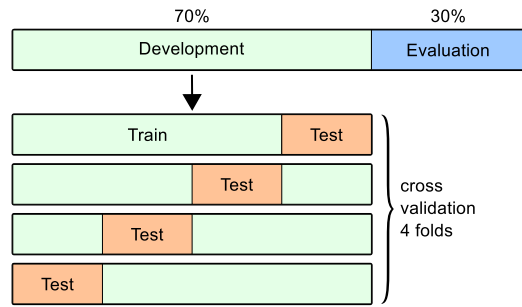 70% 30%
Development Evaluation
Train Test
Test
Test
Test
cross
validation
4 folds